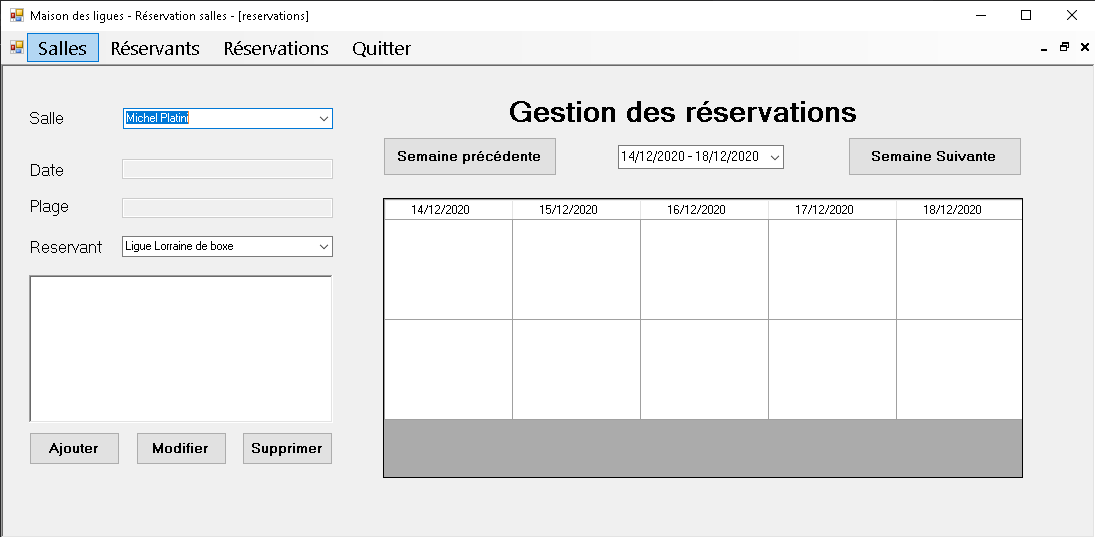 Maison des ligues - Réservation salles - [reservations]
Salles Réservants Réservations Quitter
Gestion des réservations
Salle Michel Platini
Semaine précédente 14/12/2020 - 18/12/2020 Semaine Suivante
Date
Plage
14/12/2020 15/12/2020 16/12/2020 17/12/2020 18/12/2020
Reservant Ligue Lorraine de boxe
Ajouter Modifier Supprimer